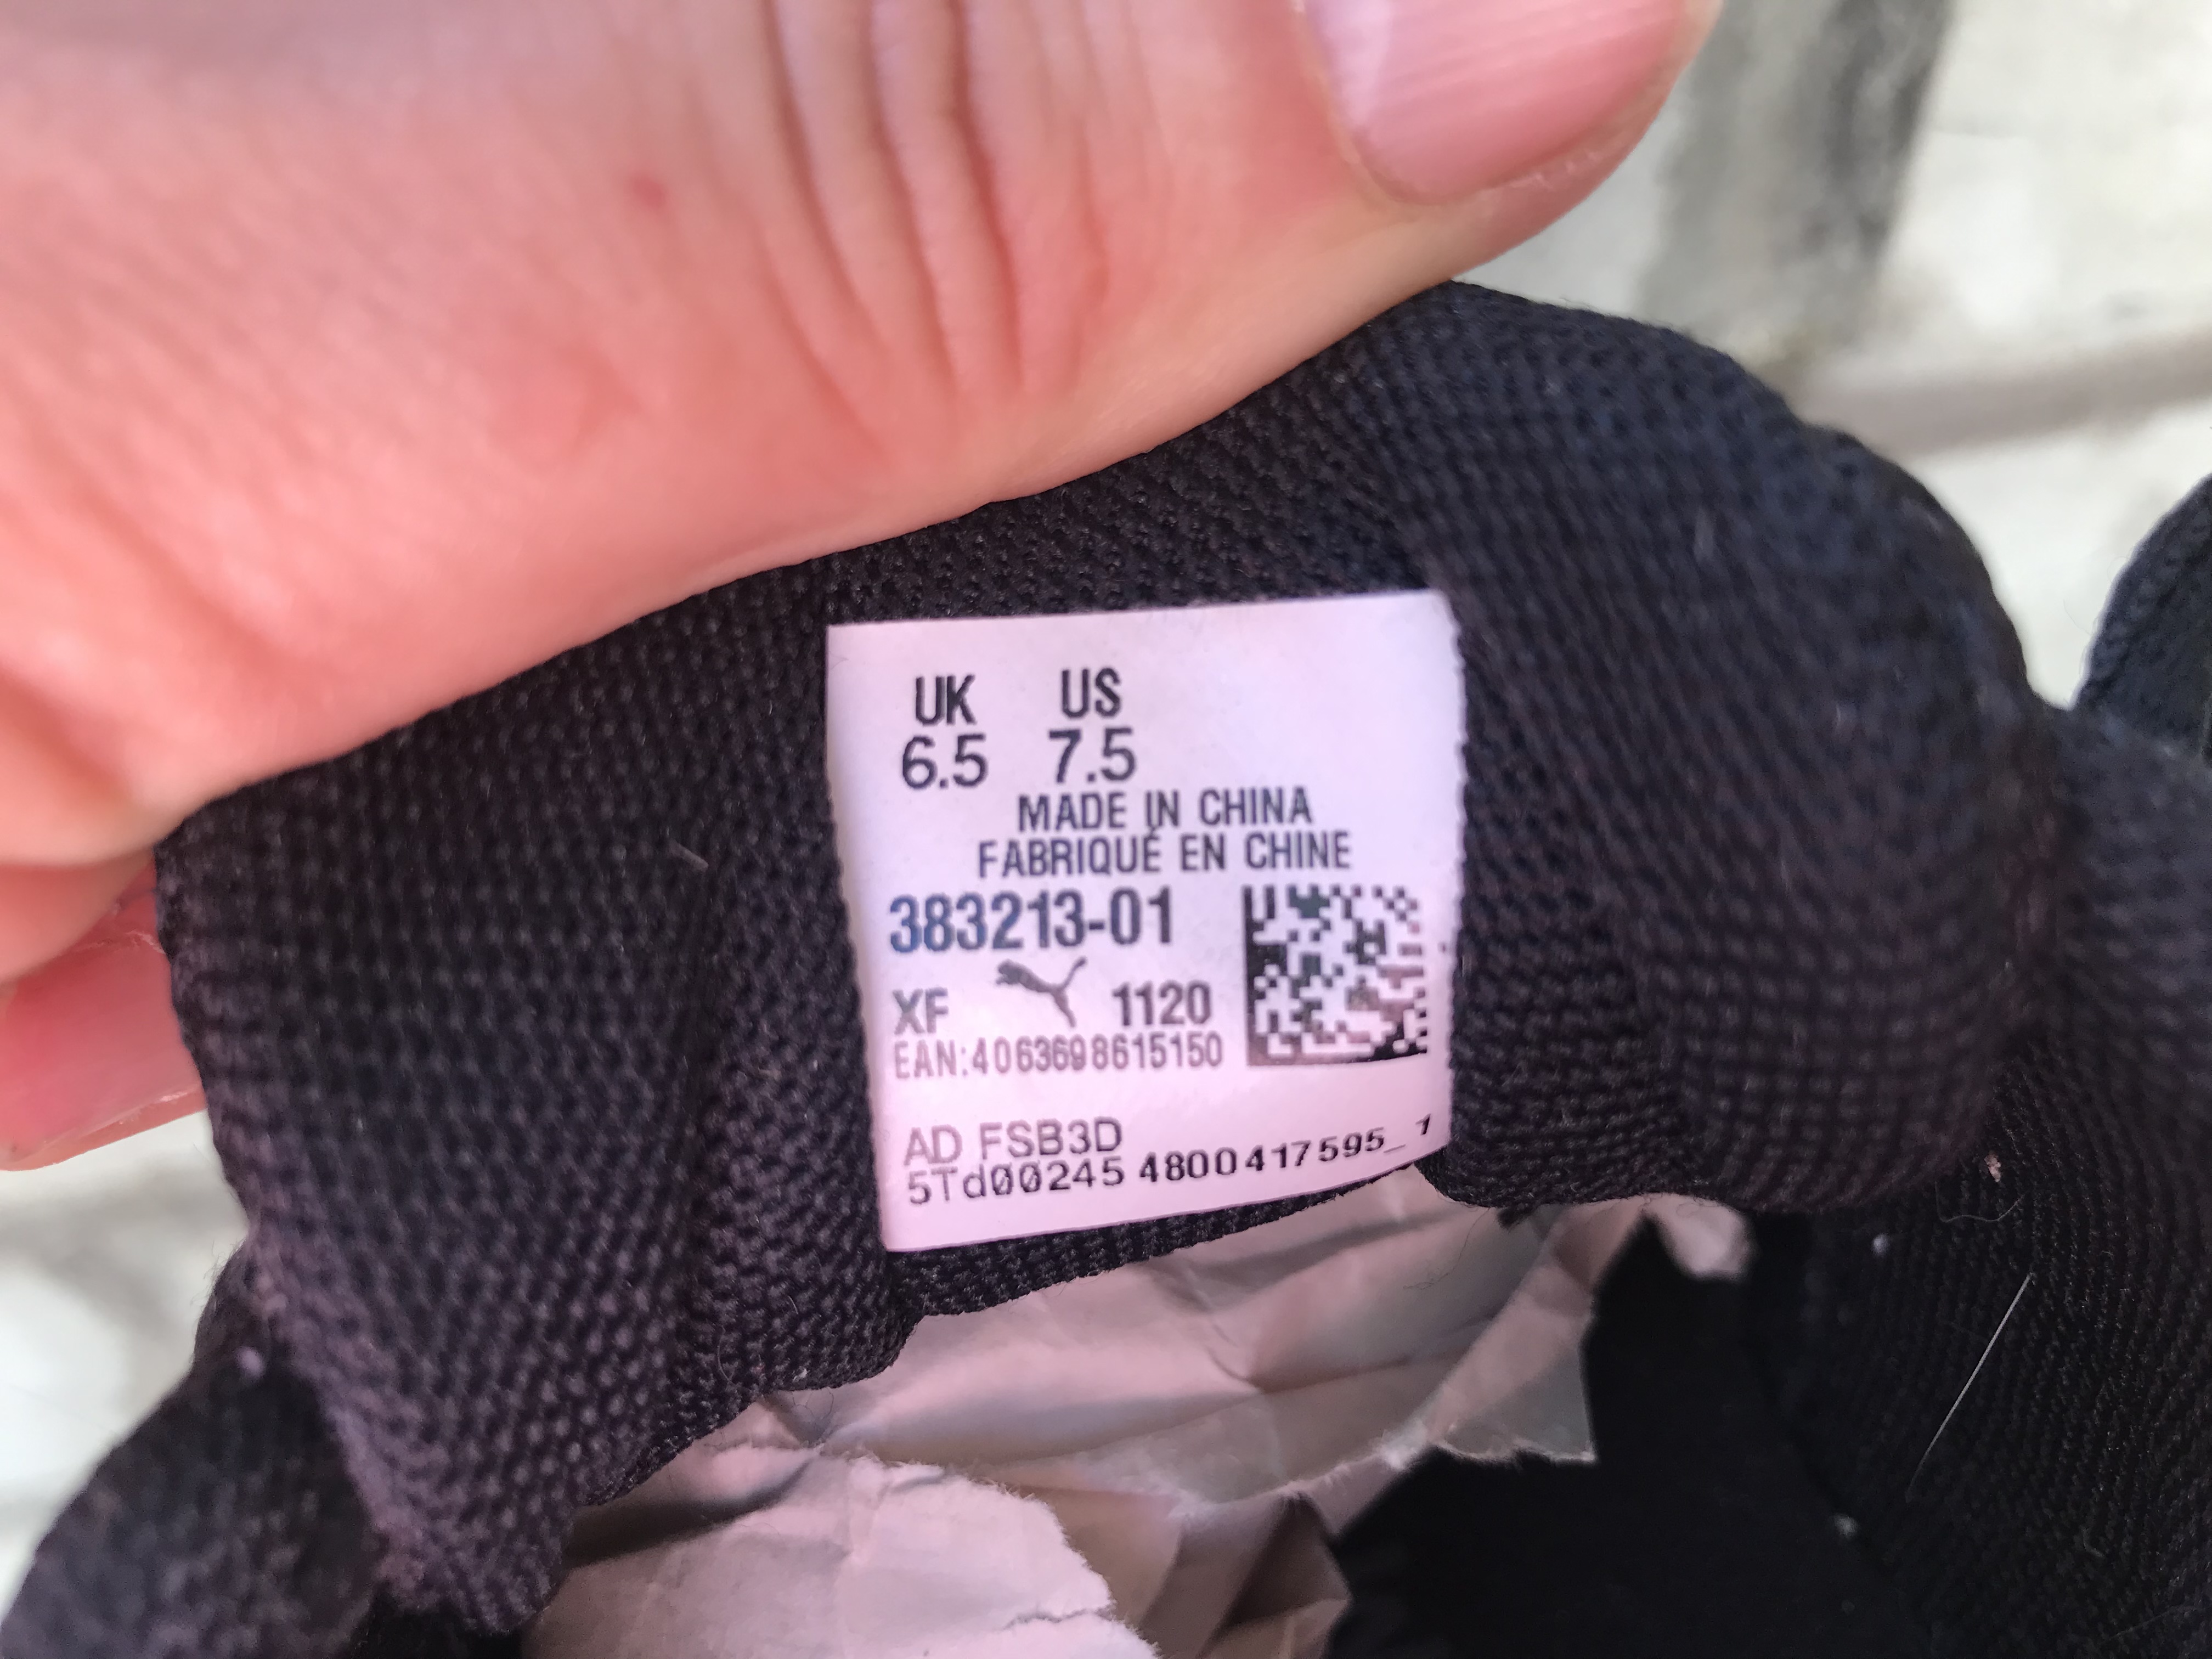 UK US
6.5 7.5
MADE IN CHINA
FABRIQUÉ EN CHINE
383213-01
XF 1120
EAN:4063698615150
AD FSB3D
5Td00245 4800417595_1